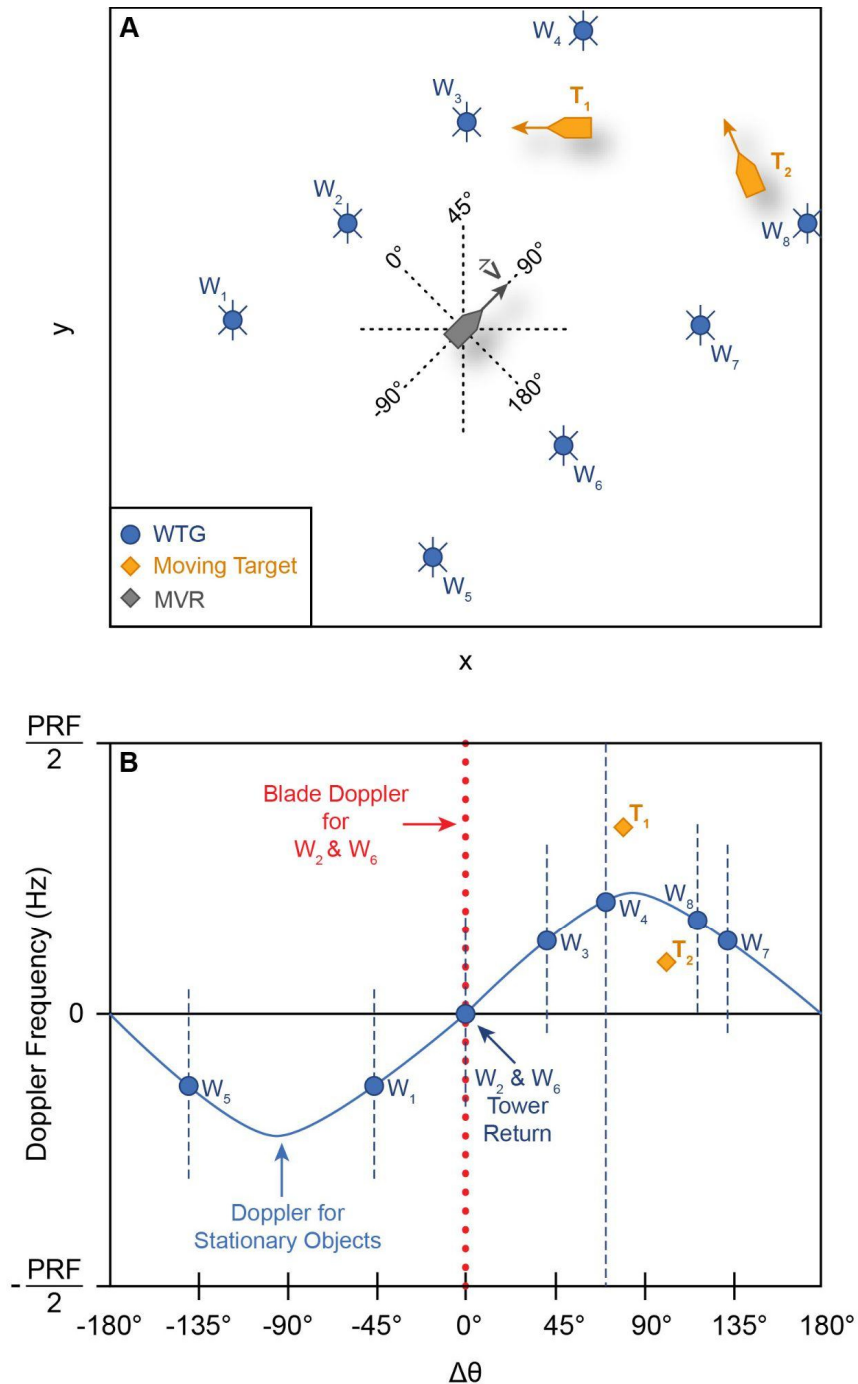 A
W4
W3
T1
T2
W2
45°
W8
0°
v⃗
90°
W1
y
W7
-90°
180°
W6
WTG
Moving Target
MVR
W5
x
PRF
2
B
Blade Doppler
for
W2 & W6
T1
W8
W4
W3
W7
T2
Doppler Frequency (Hz)
0
W5
W1
W2 & W6
Tower
Return
Doppler for
Stationary Objects
- PRF
2
-180° -135° -90° -45° 0° 45° 90° 135° 180°
Δθ